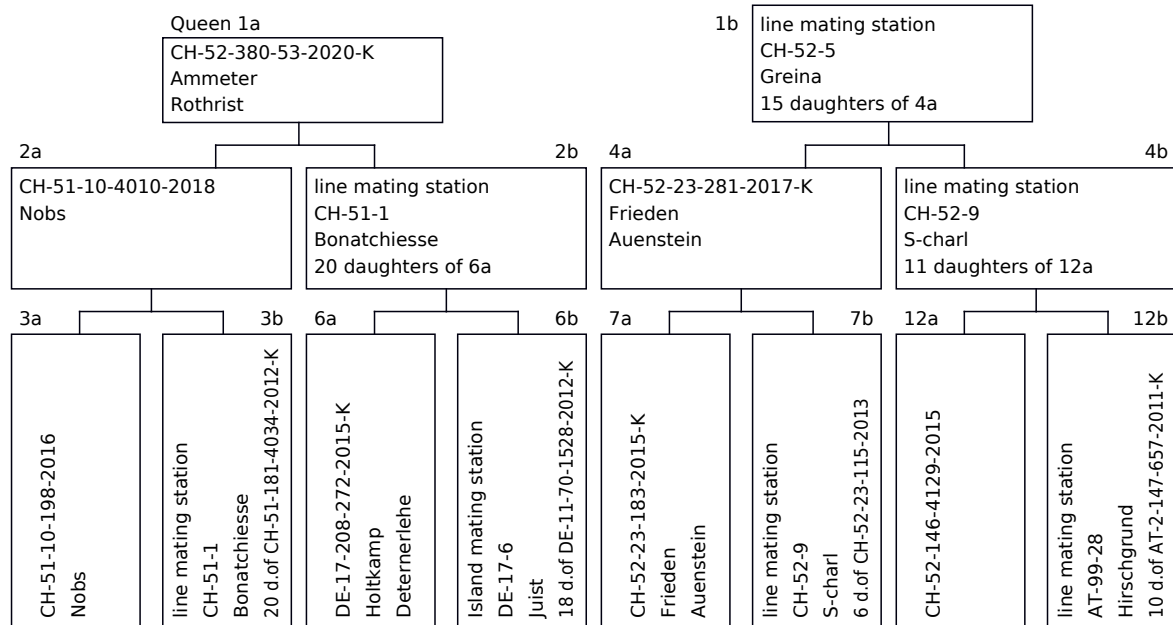 Queen 1a
CH-52-380-53-2020-K
Ammeter
Rothrist
1b
line mating station
CH-52-5
Greina
15 daughters of 4a
2a
CH-51-10-4010-2018
Nobs
2b
line mating station
CH-51-1
Bonatchiesse
20 daughters of 6a
4a
CH-52-23-281-2017-K
Frieden
Auenstein
4b
line mating station
CH-52-9
S-charl
11 daughters of 12a
3a
CH-51-10-198-2016
Nobs
3b
line mating station
CH-51-1
Bonatchiesse
20 d.of CH-51-181-4034-2012-K
6a
DE-17-208-272-2015-K
Holtkamp
Deternerlehe
6b
Island mating station
DE-17-6
Juist
18 d.of DE-11-70-1528-2012-K
7a
CH-52-23-183-2015-K
Frieden
Auenstein
7b
line mating station
CH-52-9
S-charl
6 d.of CH-52-23-115-2013
12a
CH-52-146-4129-2015
12b
line mating station
AT-99-28
Hirschgrund
10 d.of AT-2-147-657-2011-K